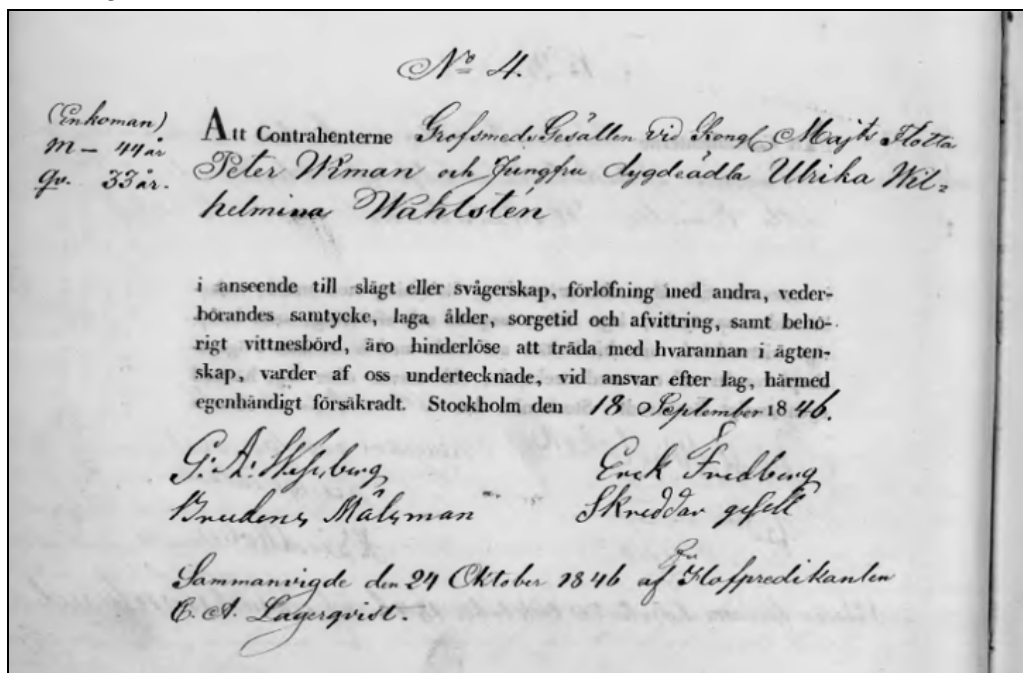 No 4.
(Enkoman)
M – 44 år
Qv. 33 år.
Att Contrahenterne Grofsmeds Gesällen vid Kongl. Majts Flotta
Peter Wiman och Jungfru dygdeädla Ulrika Wil=
helmina Wahlsten
i anseende till slägt eller svågerskap, förlofning med andra, veder-
börandes samtycke, laga ålder, sorgetid och afvittring, samt behö-
rigt vittnesbörd, äro hinderlöse att träda med hvarannan i ägten-
skap, varder af oss undertecknade, vid ansvar efter lag, härmed
egenhändigt försäkradt. Stockholm den 18 September 1846.
G: A: Erik Fredberg
Brudens Målsman Skreddar gesell
Sammanvigde den 24 Oktober 1846 af Hofpredikanten
C. A. Lagerqvist.